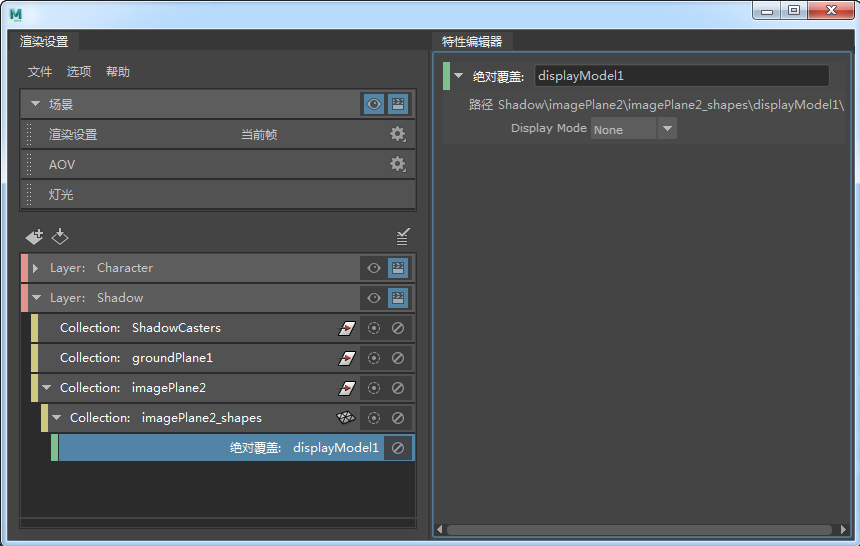 M
渲染设置
文件 选项 帮助
场景
渲染设置 当前帧
AOV
灯光
Layer: Character
Layer: Shadow
Collection: ShadowCasters
Collection: groundPlane1
Collection: imagePlane2
Collection: imagePlane2_shapes
绝对覆盖: displayModel1
特性编辑器
绝对覆盖: displayModel1
路径 Shadow\imagePlane2\imagePlane2_shapes\displayModel1\
Display Mode None